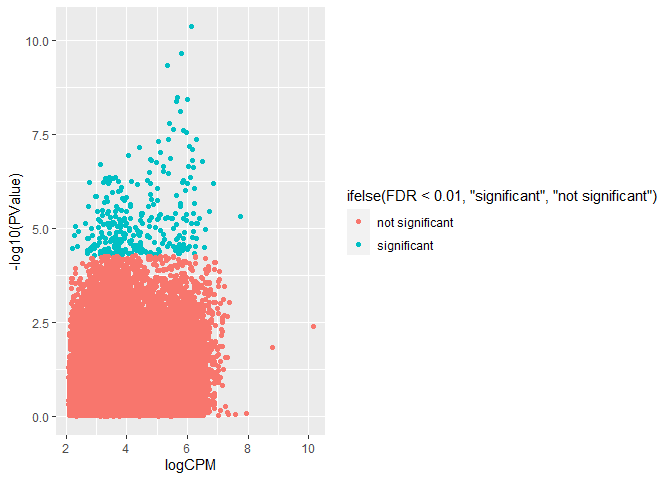 10.0
7.5
5.0
2.5
0.0
-log10(PValue)
2 4 6 8 10
logCPM
ifelse(FDR < 0.01, "significant", "not significant")
not significant
significant